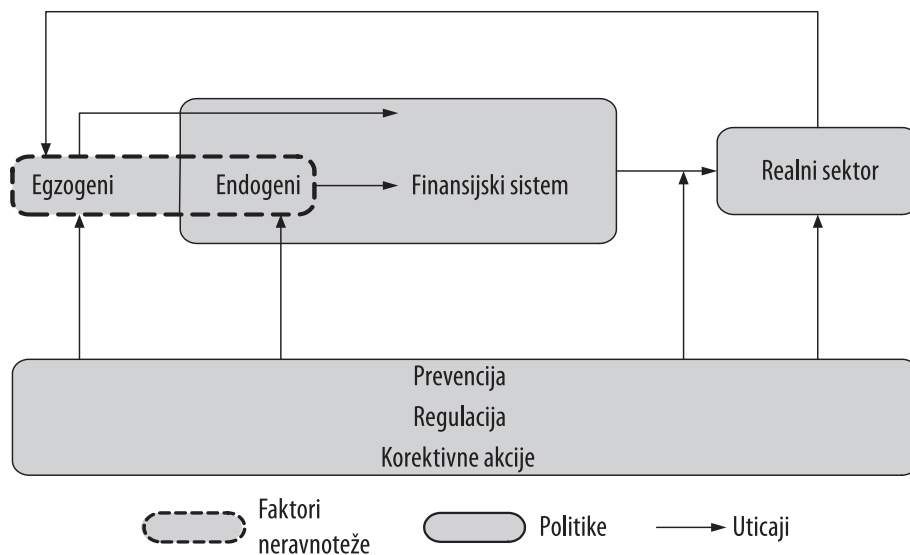 Egzogeni
Endogeni
Finansijski sistem
Realni sektor
Prevencija
Regulacija
Korektivne akcije
Faktori
neravnoteže
Politike
Uticaji